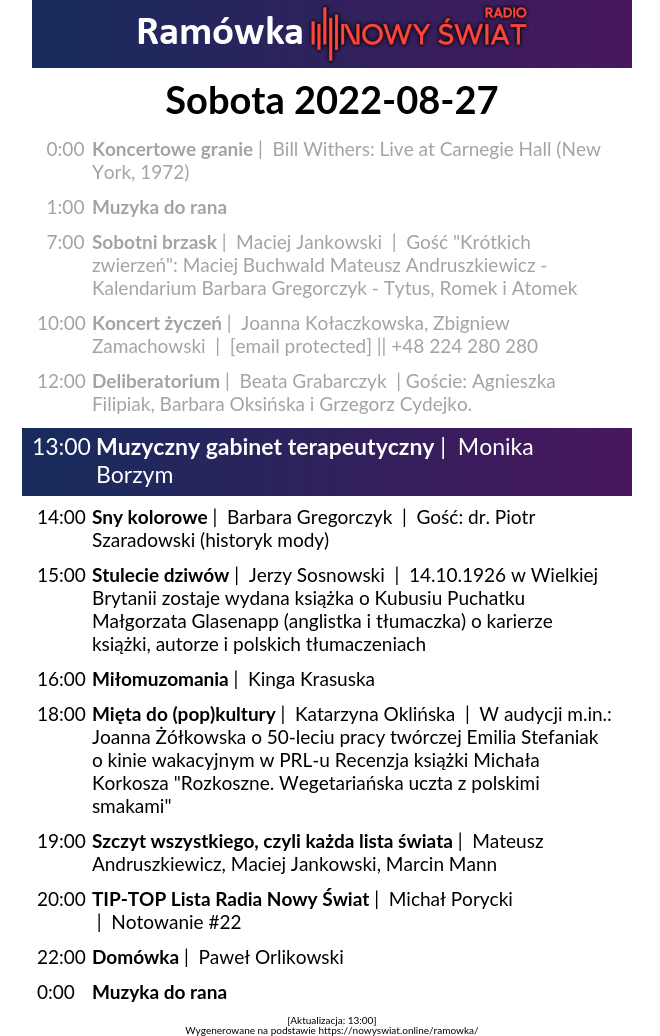 Ramówka RADIO NOWY ŚWIAT
Sobota 2022-08-27
0:00 Koncertowe granie | Bill Withers: Live at Carnegie Hall (New
York, 1972)
1:00 Muzyka do rana
7:00 Sobotni brzask | Maciej Jankowski | Gość "Krótkich
zwierzeń": Maciej Buchwald Mateusz Andruszkiewicz -
Kalendarium Barbara Gregorczyk - Tytus, Romek i Atomek
10:00 Koncert życzeń | Joanna Kołaczkowska, Zbigniew
Zamachowski | [email protected] || +48 224 280 280
12:00 Deliberatorium | Beata Grabarczyk | Goście: Agnieszka
Filipiak, Barbara Oksińska i Grzegorz Cydejko.
13:00 Muzyczny gabinet terapeutyczny | Monika
Borzym
14:00 Sny kolorowe | Barbara Gregorczyk | Gość: dr. Piotr
Szaradowski (historyk mody)
15:00 Stulecie dziwów | Jerzy Sosnowski | 14.10.1926 w Wielkiej
Brytanii zostaje wydana książka o Kubusiu Puchatku
Małgorzata Glasenapp (anglistka i tłumaczka) o karierze
książki, autorze i polskich tłumaczeniach
16:00 Miłomuzomania | Kinga Krasuska
18:00 Mięta do (pop)kultury | Katarzyna Oklińska | W audycji m.in.:
Joanna Żółkowska o 50-leciu pracy twórczej Emilia Stefaniak
o kinie wakacyjnym w PRL-u Recenzja książki Michała
Korkosza "Rozkoszne. Wegetariańska uczta z polskimi
smakami"
19:00 Szczyt wszystkiego, czyli każda lista świata | Mateusz
Andruszkiewicz, Maciej Jankowski, Marcin Mann
20:00 TIP-TOP Lista Radia Nowy Świat | Michał Porycki
| Notowanie #22
22:00 Domówka | Paweł Orlikowski
0:00 Muzyka do rana
[Aktualizacja: 13:00]
Wygenerowane na podstawie https://nowyswiat.online/ramowka/